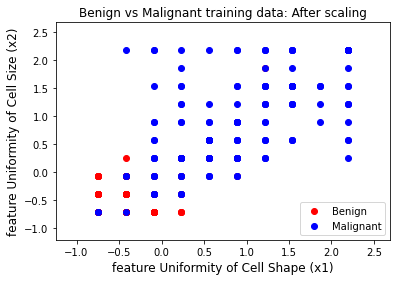 Benign vs Malignant training data: After scaling
feature Uniformity of Cell Size (x2)
2.5
2.0
1.5
1.0
0.5
0.0
−0.5
−1.0
Benign
Malignant
−1.0 −0.5 0.0 0.5 1.0 1.5 2.0 2.5
feature Uniformity of Cell Shape (x1)